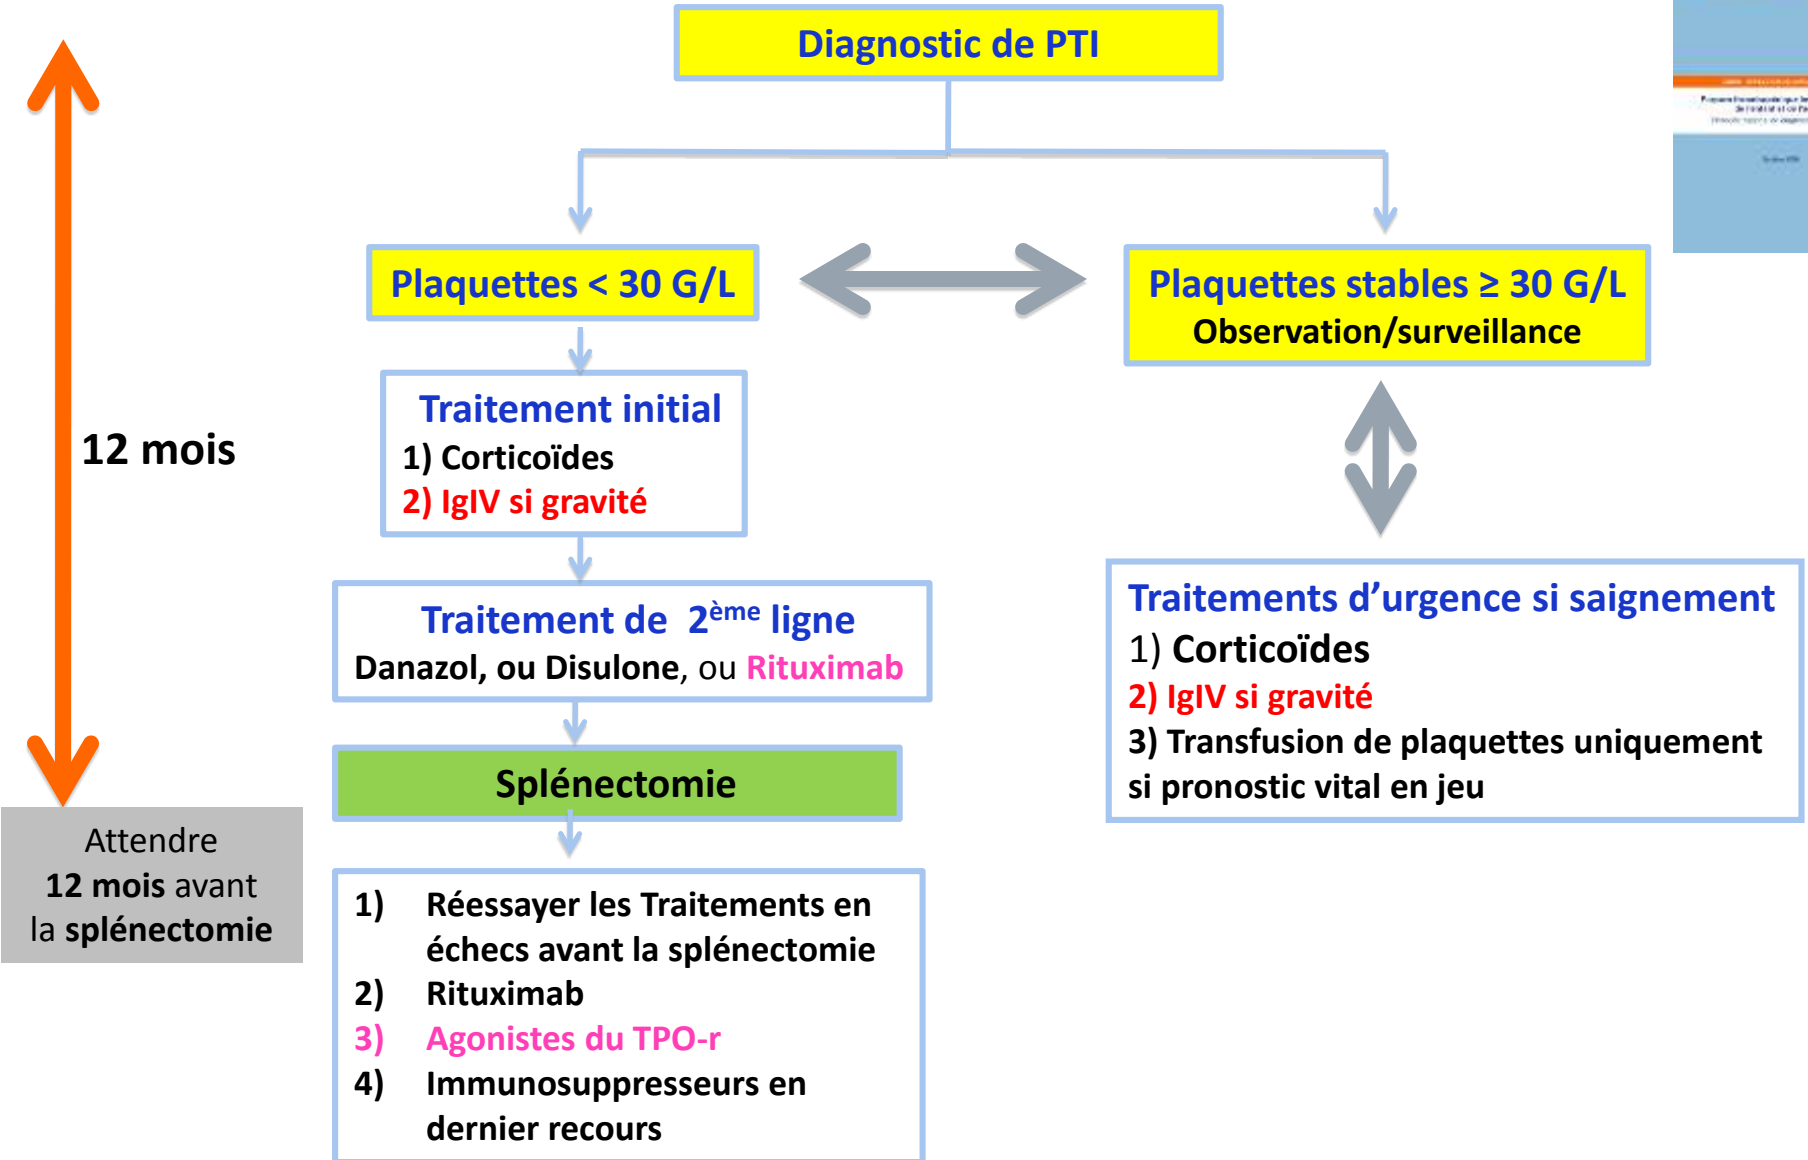 Diagnostic de PTI
Plaquettes < 30 G/L
Plaquettes stables ≥ 30 G/L
Observation/surveillance
Traitement initial
1) Corticoïdes
2) IgIV si gravité
12 mois
Traitement de 2ème ligne
Danazol, ou Disulone, ou Rituximab
Traitements d’urgence si saignement
1) Corticoïdes
2) IgIV si gravité
3) Transfusion de plaquettes uniquement
si pronostic vital en jeu
Splénectomie
Attendre
12 mois avant
la splénectomie
1) Réessayer les Traitements en
échecs avant la splénectomie
2) Rituximab
3) Agonistes du TPO-r
4) Immunosuppresseurs en
dernier recours